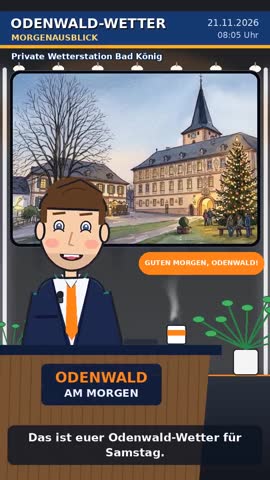 ODENWALD-WETTER
21.11.2026
MORGENAUSBLICK
08:05 Uhr
Private Wetterstation Bad König
GUTEN MORGEN, ODENWALD!
ODENWALD
AM MORGEN
Das ist euer Odenwald-Wetter für
Samstag.